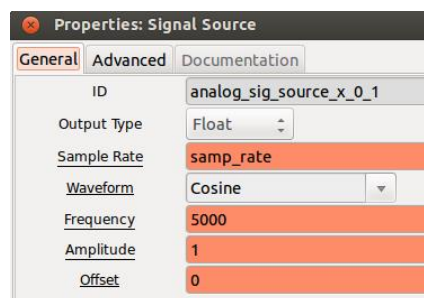 Properties: Signal Source
General Advanced Documentation
ID analog_sig_source_x_0_1
Output Type Float
Sample Rate samp_rate
Waveform Cosine
Frequency 5000
Amplitude 1
Offset 0